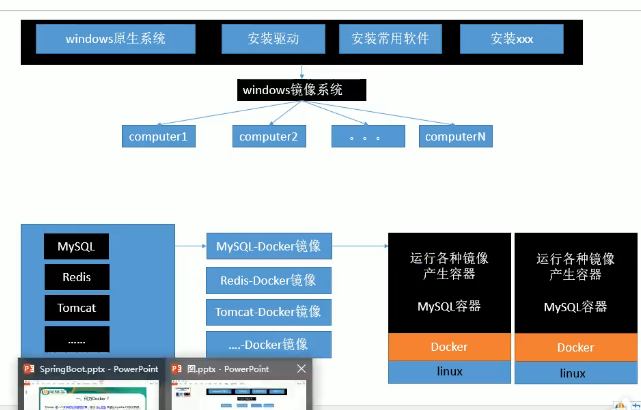 windows原生系统
安装驱动
安装常用软件
安装xxx
windows镜像系统
computer1
computer2
。。。
computerN
MySQL
Redis
Tomcat
......
MySQL-Docker镜像
Redis-Docker镜像
Tomcat-Docker镜像
....-Docker镜像
运行各种镜像
产生容器
MySQL容器
Docker
linux
运行各种镜像
产生容器
MySQL容器
Docker
linux
SpringBoot.pptx - PowerPoint
图.pptx - PowerPoint